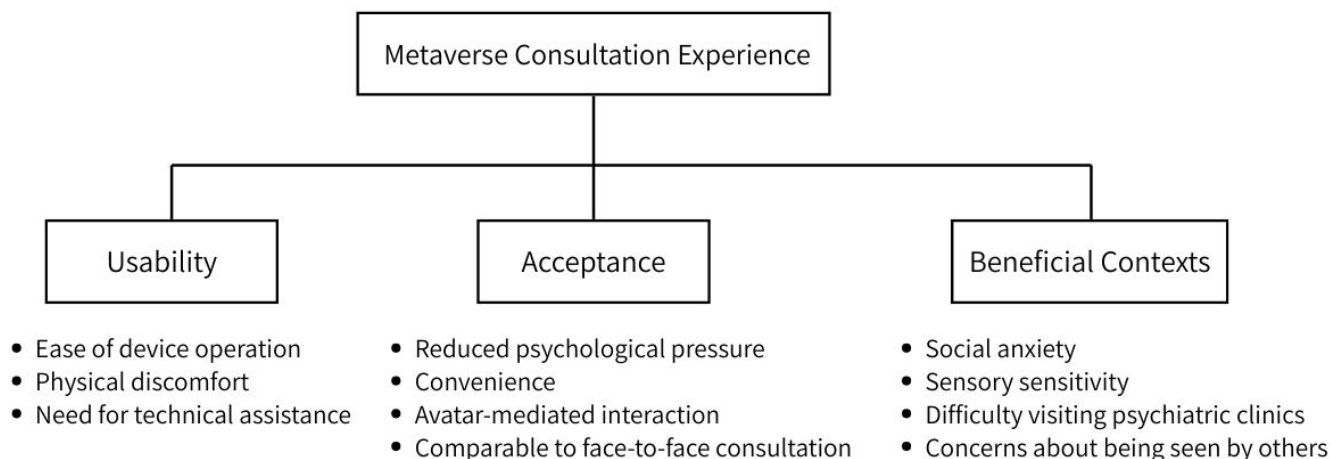 Metaverse Consultation Experience
Usability
Acceptance
Beneficial Contexts
• Ease of device operation
• Physical discomfort
• Need for technical assistance
• Reduced psychological pressure
• Convenience
• Avatar-mediated interaction
• Comparable to face-to-face consultation
• Social anxiety
• Sensory sensitivity
• Difficulty visiting psychiatric clinics
• Concerns about being seen by others